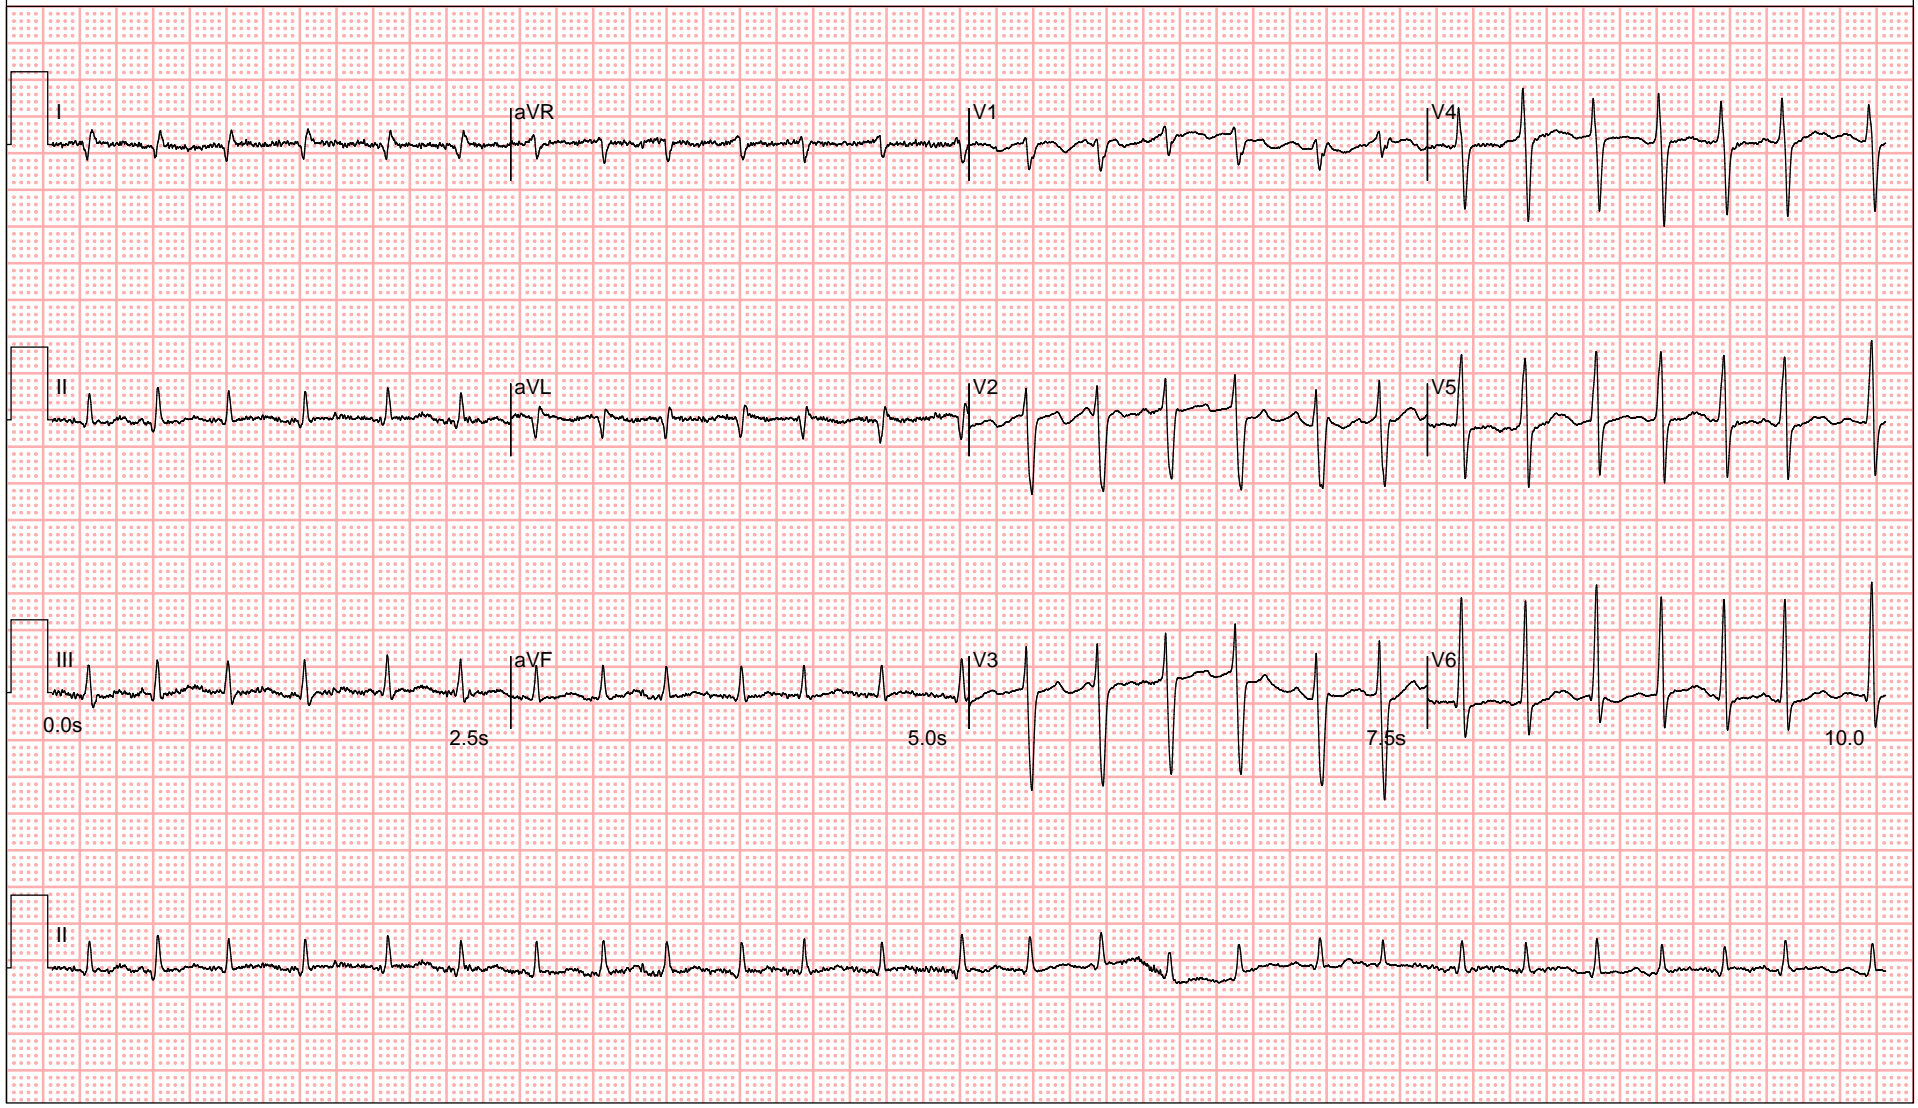 I aVR V1 V4
II aVL V2 V5
III aVF V3 V6
0.0s 2.5s 5.0s 7.5s 10.0
II